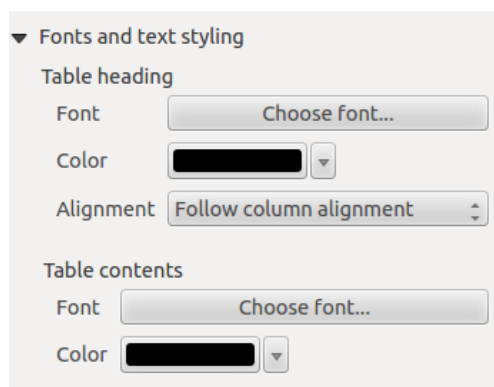 Fonts and text styling
Table heading
Font Choose font...
Color
Alignment Follow column alignment
Table contents
Font Choose font...
Color